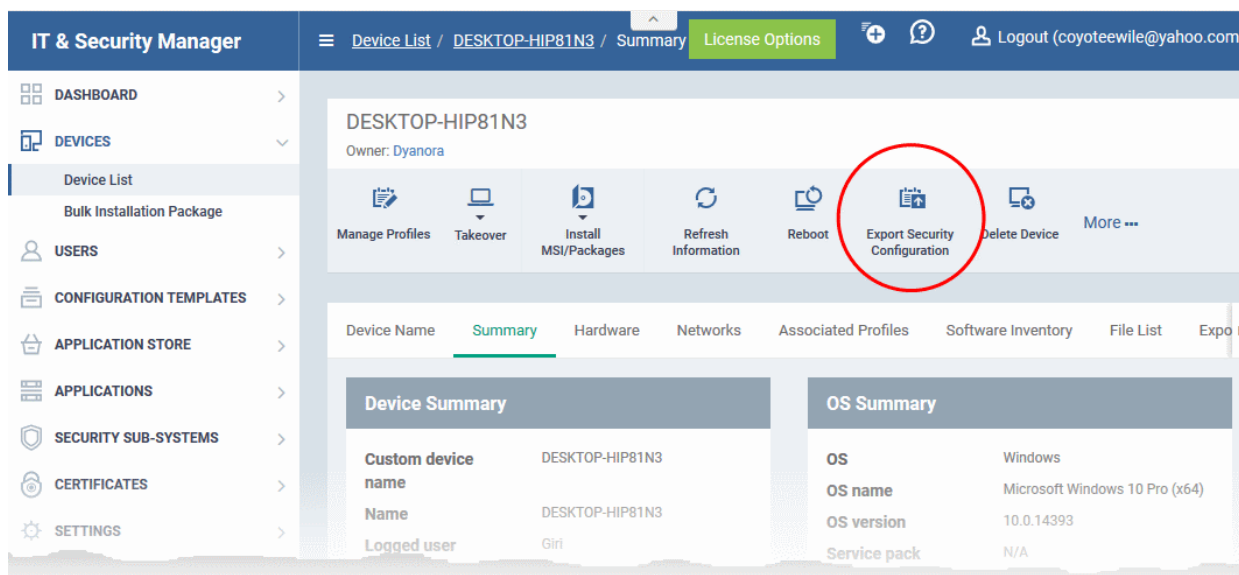 IT & Security Manager
Device List / DESKTOP-HIP81N3 / Summary
License Options
Logout (coyoteewile@yahoo.com
DASHBOARD
DEVICES
Device List
Bulk Installation Package
USERS
CONFIGURATION TEMPLATES
APPLICATION STORE
APPLICATIONS
SECURITY SUB-SYSTEMS
CERTIFICATES
SETTINGS
DESKTOP-HIP81N3
Owner: Dyanora
Manage Profiles
Takeover
Install
MSI/Packages
Refresh
Information
Reboot
Export Security
Configuration
Delete Device
More ...
Device Name Summary Hardware Networks Associated Profiles Software Inventory File List Expo
Device Summary
Custom device name DESKTOP-HIP81N3
Name DESKTOP-HIP81N3
Logged user Giri
OS Summary
OS Windows
OS name Microsoft Windows 10 Pro (x64)
OS version 10.0.14393
Service pack N/A